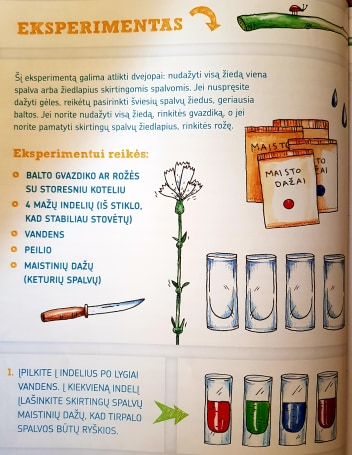 EKSPERIMENTAS
Šį eksperimentą galima atlikti dvejopai: nudažyti visą žiedą viena
spalva arba žiedlapius skirtingomis spalvomis. Jei nuspręsite
dažyti gėles, reikėtų pasirinkti šviesių spalvų žiedus, geriausia
baltos. Jei norite nudažyti visą žiedą, rinkitės gvazdiką, o jei
norite pamatyti skirtingų spalvų žiedlapius, rinkitės rožę.
Eksperimentui reikės:
BALTO GVAZDIKO AR ROŽĖS
SU STORESNIU KOTELIU
4 MAŽŲ INDELIŲ (IŠ STIKLO,
KAD STABILIAU STOVĖTŲ)
VANDENS
PEILIO
MAISTINIŲ DAŽŲ
(KETURIŲ SPALVŲ)
MAIST
MAISTO
DAŽAI
ŽAI
1. ĮPILKITE Į INDELIUS PO LYGIAI
VANDENS. Į KIEKVIENĄ INDELĮ
ĮLAŠINKITE SKIRTINGŲ SPALVŲ
MAISTINIŲ DAŽŲ, KAD TIRPALO
SPALVOS BŪTŲ RYŠKIOS.